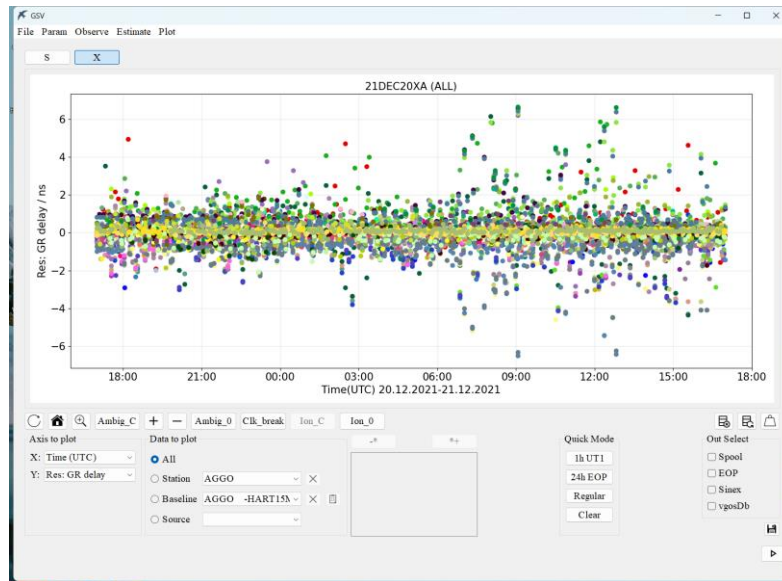 GSV
File Param Observe Estimate Plot
S X
21DEC20XA (ALL)
Res: GR delay / ns
6
4
2
0
−2
−4
−6
18:00 21:00 00:00 03:00 06:00 09:00 12:00 15:00 18:00
Time(UTC) 20.12.2021-21.12.2021
Ambig_C + − Ambig_0 Clk_break Ion_C Ion_0
Axis to plot Data to plot -* *+ Quick Mode Out Select
X: Time (UTC) All 1h UT1 Spool
Y: Res: GR delay Station AGGO 24h EOP EOP
Baseline AGGO -HART15M Regular Sinex
Source Clear vgosDb